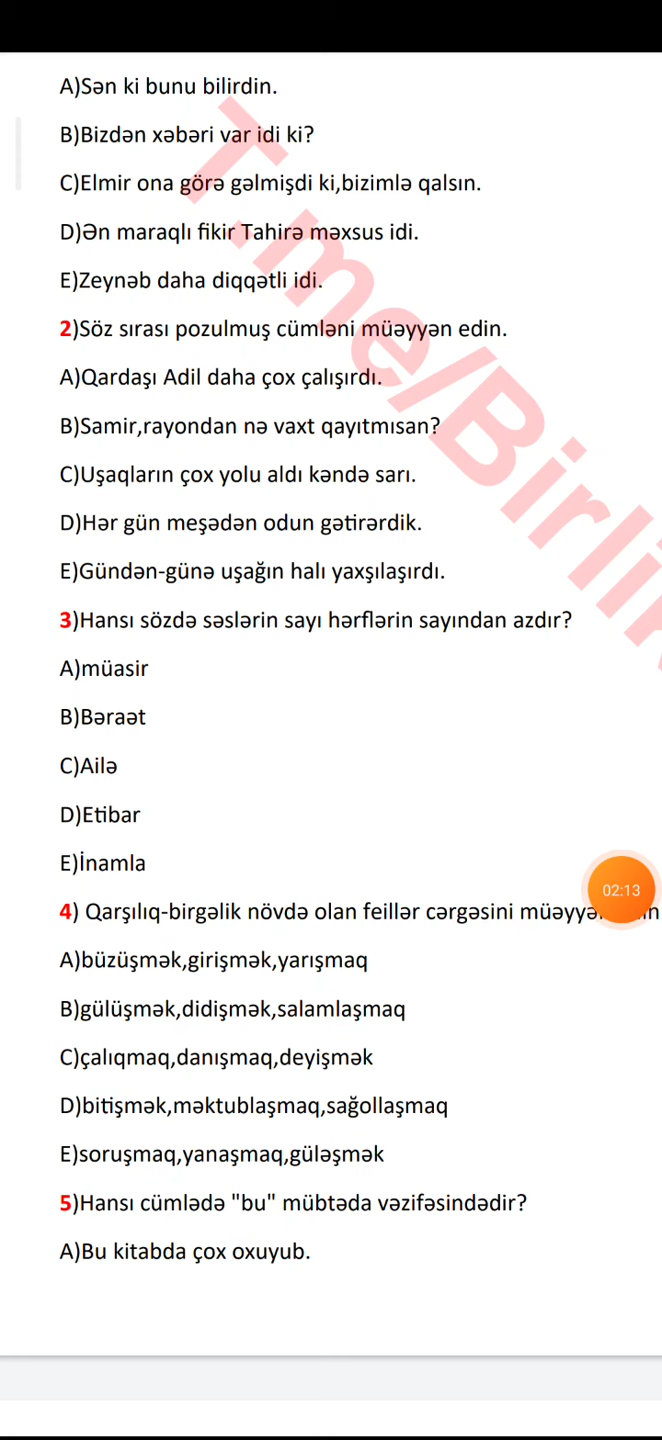 A)Sən ki bunu bilirdin.
B)Bizdən xəbəri var idi ki?
C)Elmir ona görə gəlmişdi ki,bizimlə qalsın.
D)Ən maraqlı fikir Tahirə məxsus idi.
E)Zeynəb daha diqqətli idi.
2)Söz sırası pozulmuş cümləni müəyyən edin.
A)Qardaşı Adil daha çox çalışırdı.
B)Samir,rayondan nə vaxt qayıtmısan?
C)Uşaqların çox yolu aldı kəndə sarı.
D)Hər gün meşədən odun gətirərdik.
E)Gündən-günə uşağın halı yaxşılaşırdı.
3)Hansı sözdə səslərin sayı hərflərin sayından azdır?
A)müasir
B)Bəraət
C)Ailə
D)Etibar
E)İnamla
02:13
4) Qarşılıq-birgəlik növdə olan feillər cərgəsini
A)büzüşmək,girişmək,yarışmaq
B)gülüşmək,didişmək,salamlaşmaq
C)çalıqmaq,danışmaq,deyişmək
D)bitişmək,məktublaşmaq,sağollaşmaq
E)soruşmaq,yanaşmaq,güləşmək
5)Hansı cümlədə "bu" mübtəda vəzifəsindədir?
A)Bu kitabda çox oxuyub.
T.me/Birli